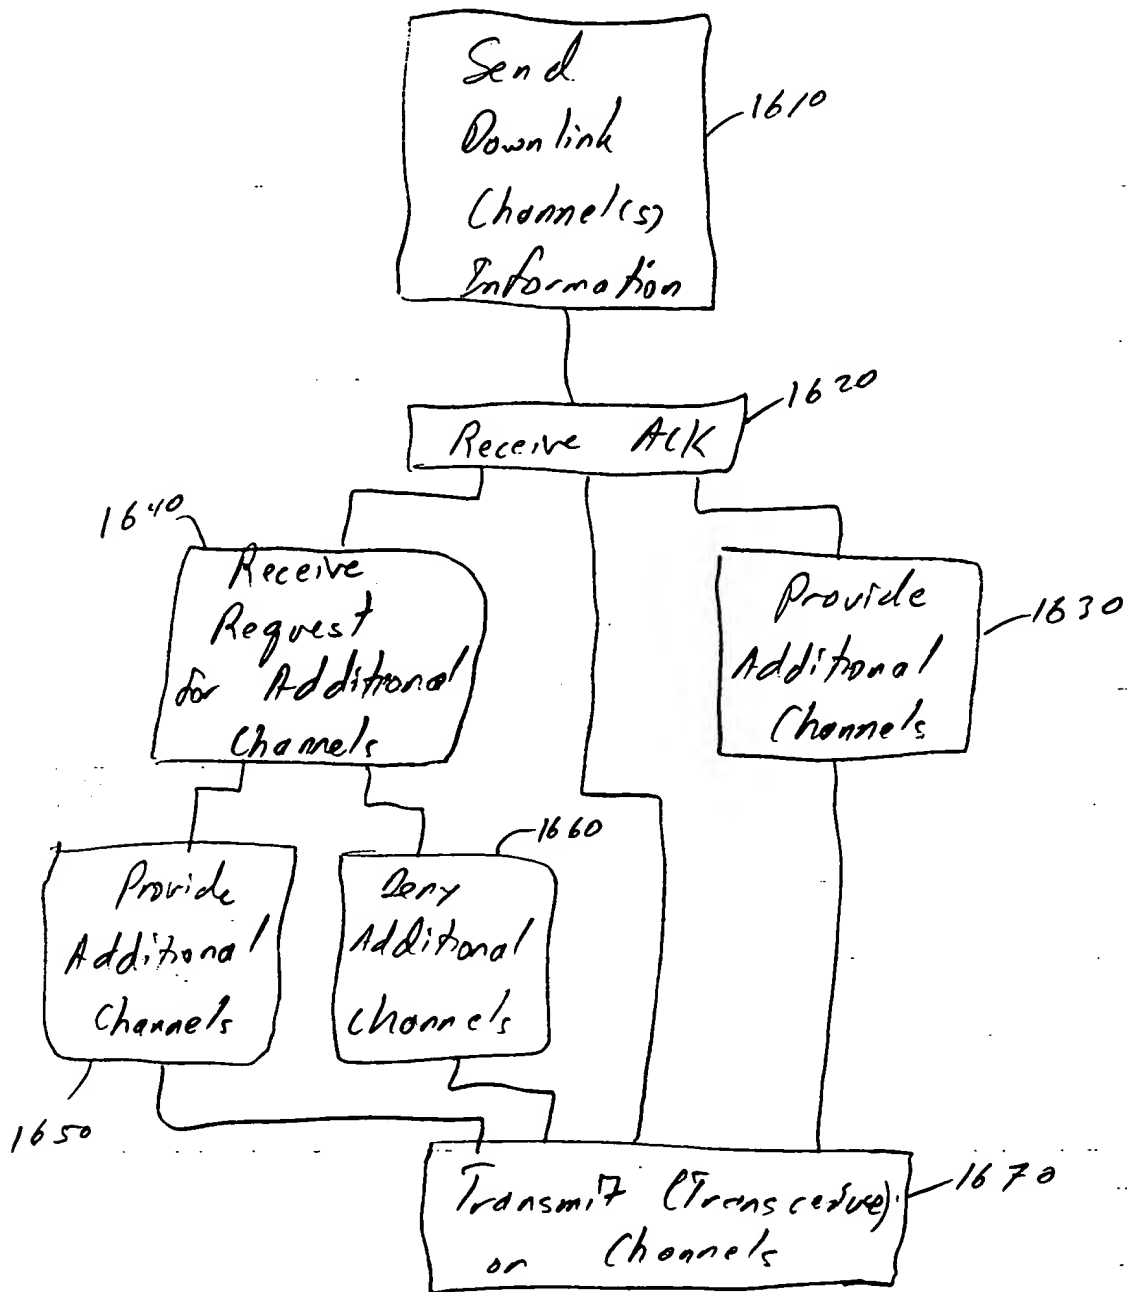 Send
Downlink
Channel(s)
Information
1610
1620
Receive ACK
1640
Receive
Request
for Additional
Channels
Provide
Additional
Channels
1630
1660
Provide
Additional
Channels
Deny
Additional
Channels
1650
Transmit (Transceive)
on Channels
1670